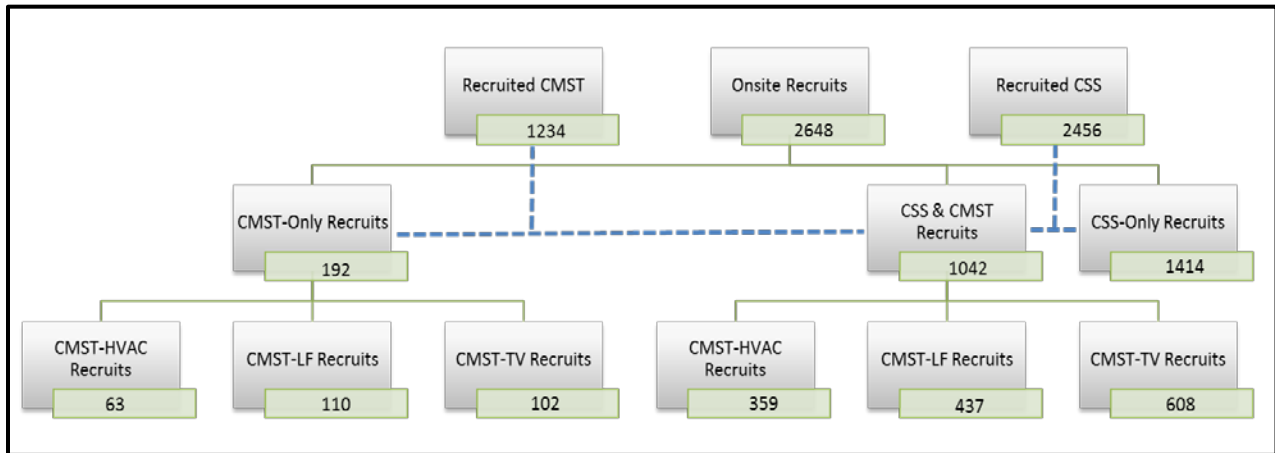 Recruited CMST
1234
Onsite Recruits
2648
Recruited CSS
2456
CMST-Only Recruits
192
CSS & CMST
Recruits
1042
CSS-Only Recruits
1414
CMST-HVAC
Recruits
63
CMST-LF Recruits
110
CMST-TV Recruits
102
CMST-HVAC
Recruits
359
CMST-LF Recruits
437
CMST-TV Recruits
608